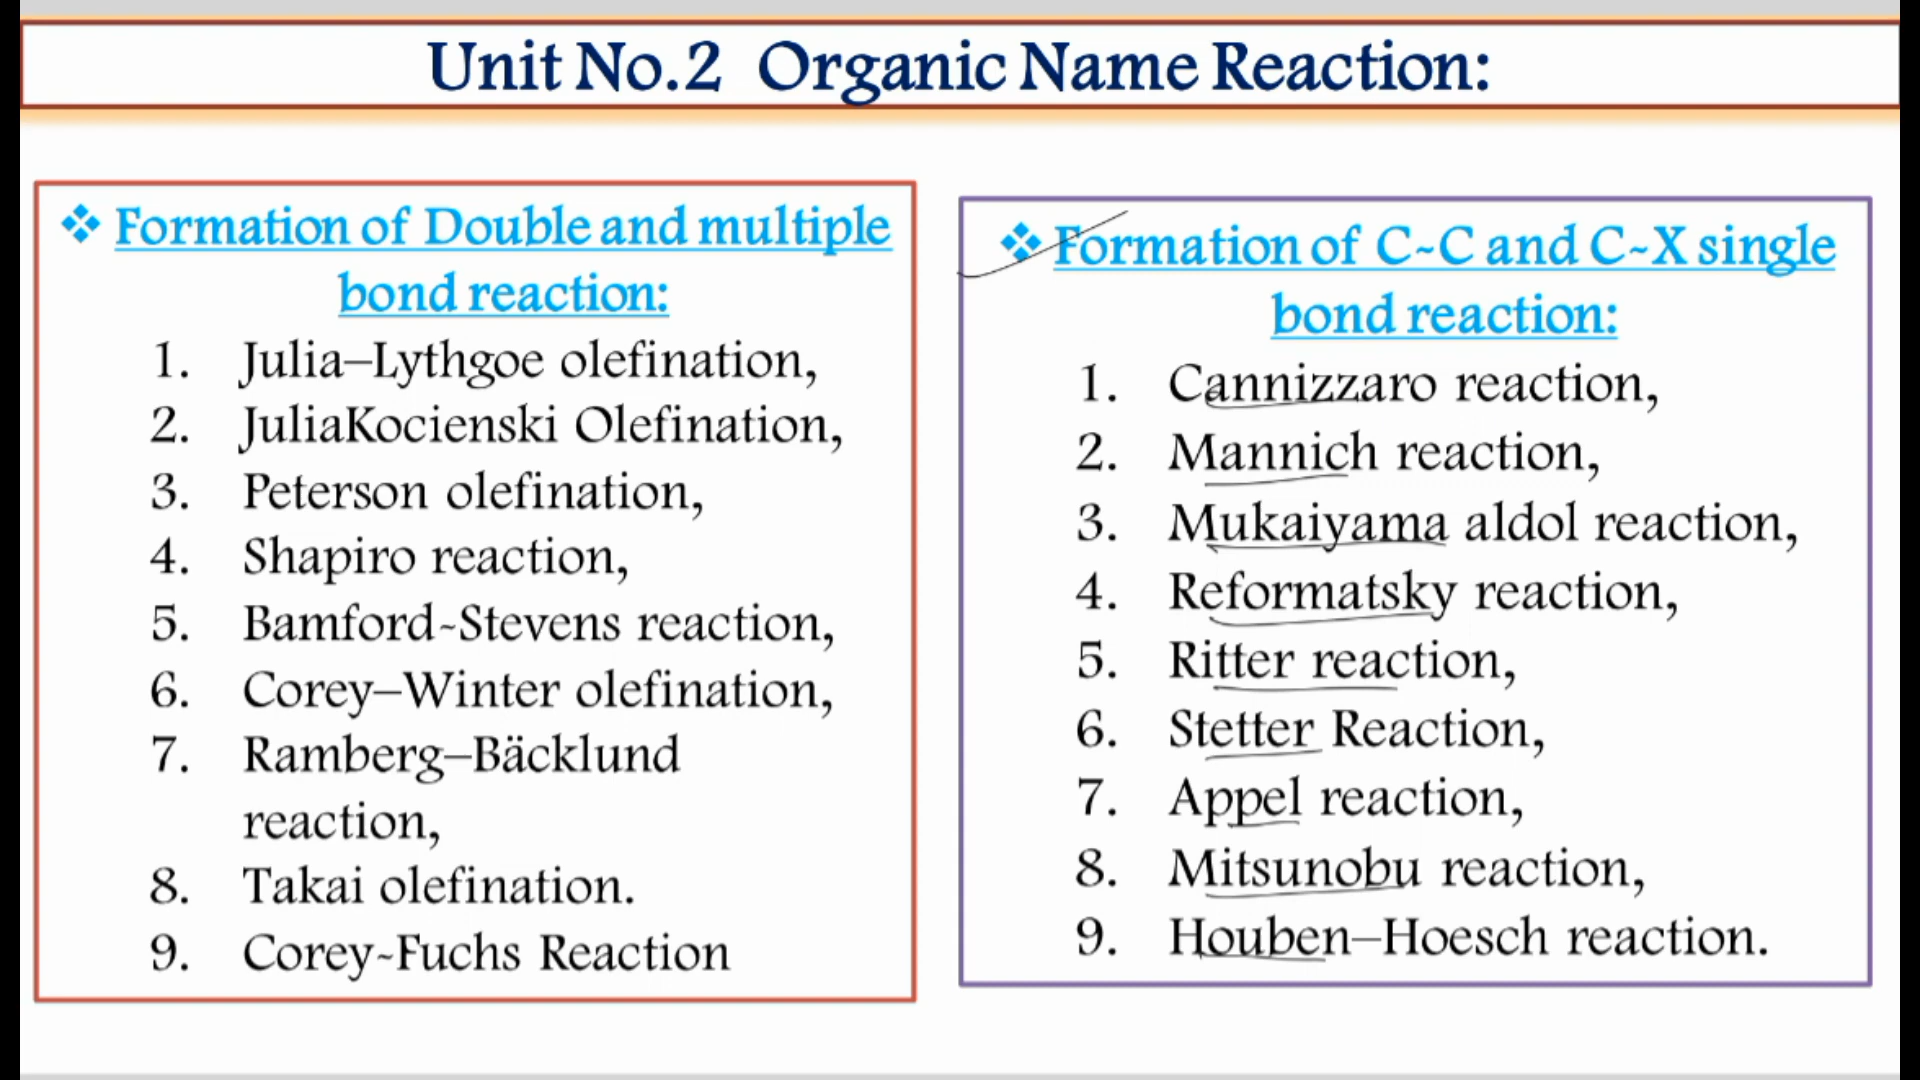 Unit No.2 Organic Name Reaction:
❖ Formation of Double and multiple
bond reaction:
1. Julia–Lythgoe olefination,
2. JuliaKocienski Olefination,
3. Peterson olefination,
4. Shapiro reaction,
5. Bamford-Stevens reaction,
6. Corey–Winter olefination,
7. Ramberg–Bäcklund
reaction,
8. Takai olefination.
9. Corey-Fuchs Reaction
❖ Formation of C-C and C-X single
bond reaction:
1. Cannizzaro reaction,
2. Mannich reaction,
3. Mukaiyama aldol reaction,
4. Reformatsky reaction,
5. Ritter reaction,
6. Stetter Reaction,
7. Appel reaction,
8. Mitsunobu reaction,
9. Houben–Hoesch reaction.